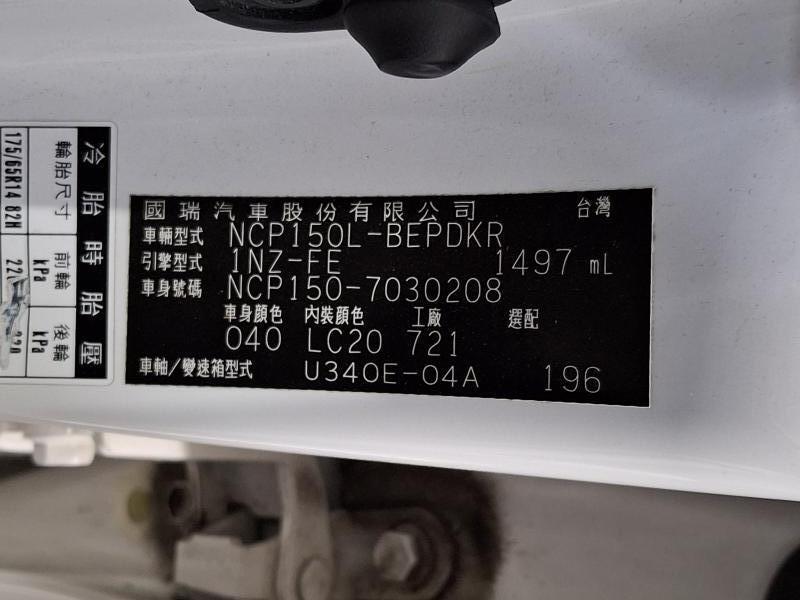 國瑞汽車股份有限公司 台灣
車輛型式 NCP150L-BEPDKR
引擎型式 1NZ-FE 1497 mL
車身號碼 NCP150-7030208
車身顏色 內裝顏色 工廠 選配
040 LC20 721
車軸/變速箱型式 U340E-04A 196
冷胎時胎壓
輪胎尺寸 前輪 kPa 後輪 kPa
175/65R14 82H 220